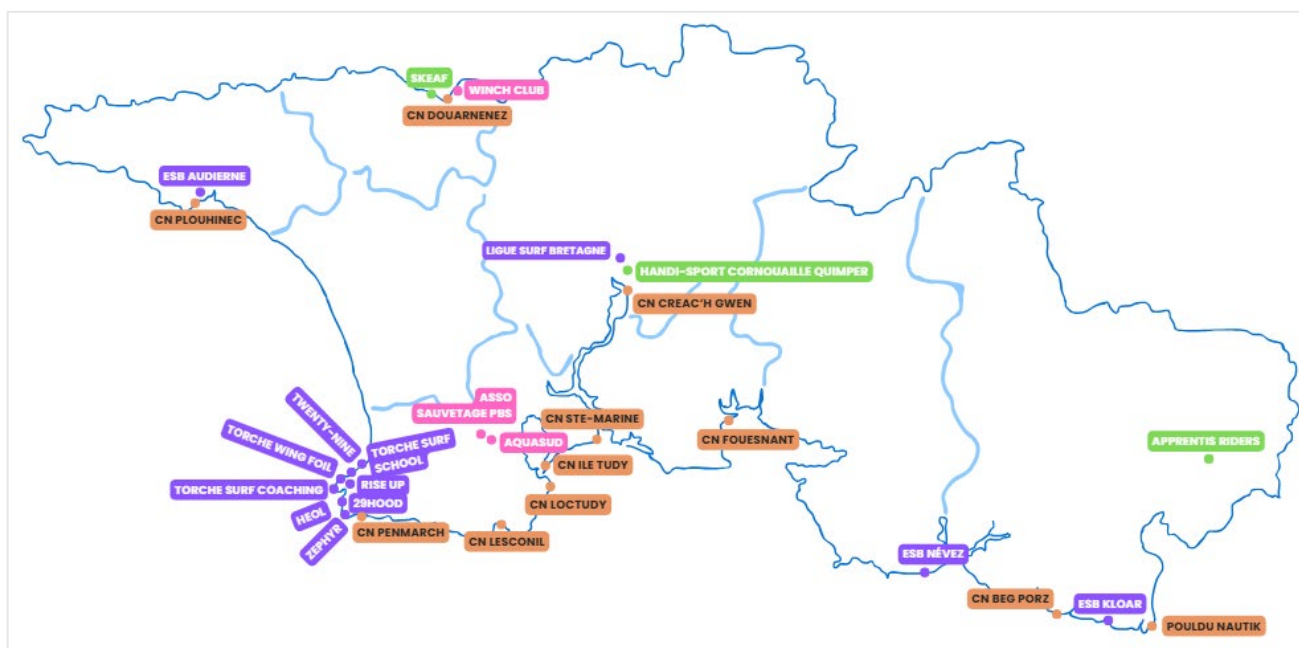 SKEAF
WINCH CLUB
CN DOUARNENEZ
ESB AUDIERNE
CN PLOUHINEC
LIGUE SURF BRETAGNE
HANDI-SPORT CORNOUAILLE QUIMPER
CN CREAC'H GWEN
ASSO
SAUVETAGE PBS
AQUASUD
CN STE-MARINE
CN FOUESNANT
CN ILE TUDY
CN LOCTUDY
TWENTY-NINE
TORCHE WING FOIL
TORCHE SURF
SCHOOL
TORCHE SURF COACHING
RISE UP
29HOOD
HEOL
ZEPHYR
CN PENMARCH
CN LESCONIL
APPRENTIS RIDERS
ESB NÉVEZ
CN BEG PORZ
ESB KLOAR
POULDU NAUTIK